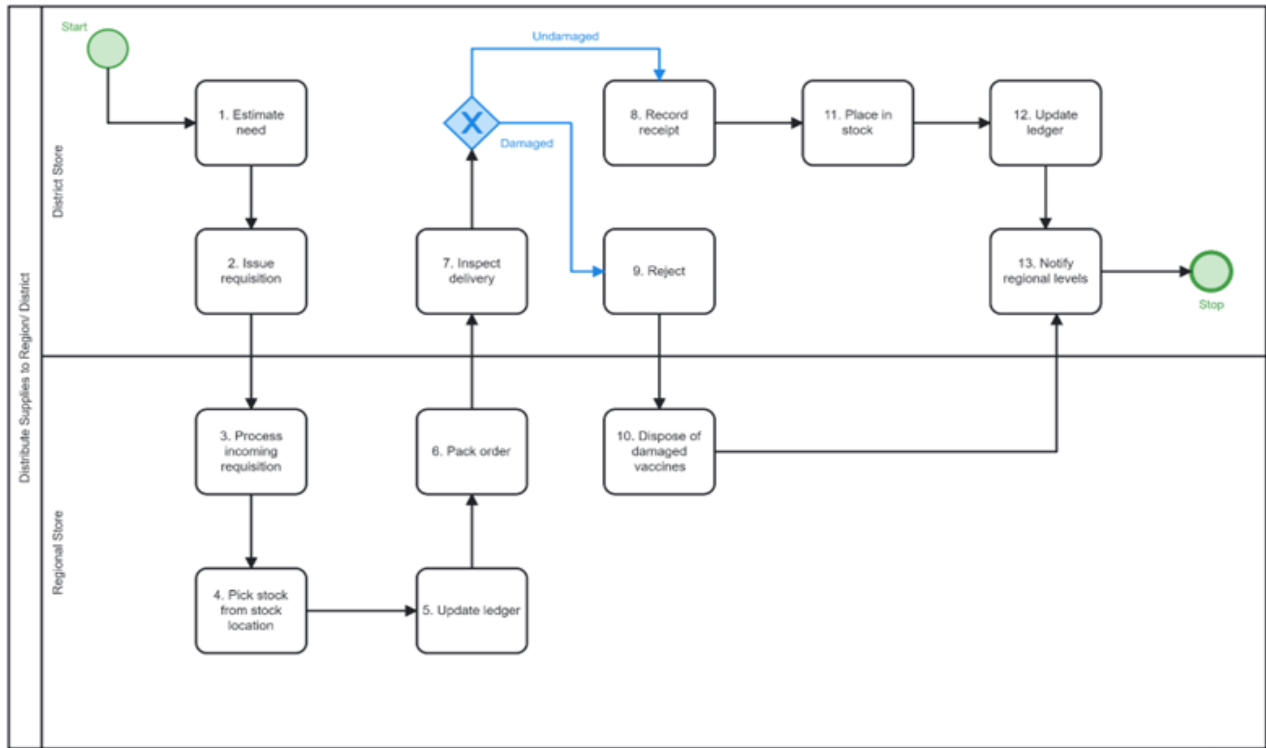 Distribute Supplies to Region/ District
District Store
Start
1. Estimate
need
2. Issue
requisition
7. Inspect
delivery
X
Undamaged
Damaged
8. Record
receipt
9. Reject
11. Place in
stock
12. Update
ledger
13. Notify
regional levels
Stop
Regional Store
3. Process
incoming
requisition
4. Pick stock
from stock
location
5. Update ledger
6. Pack order
10. Dispose of
damaged
vaccines